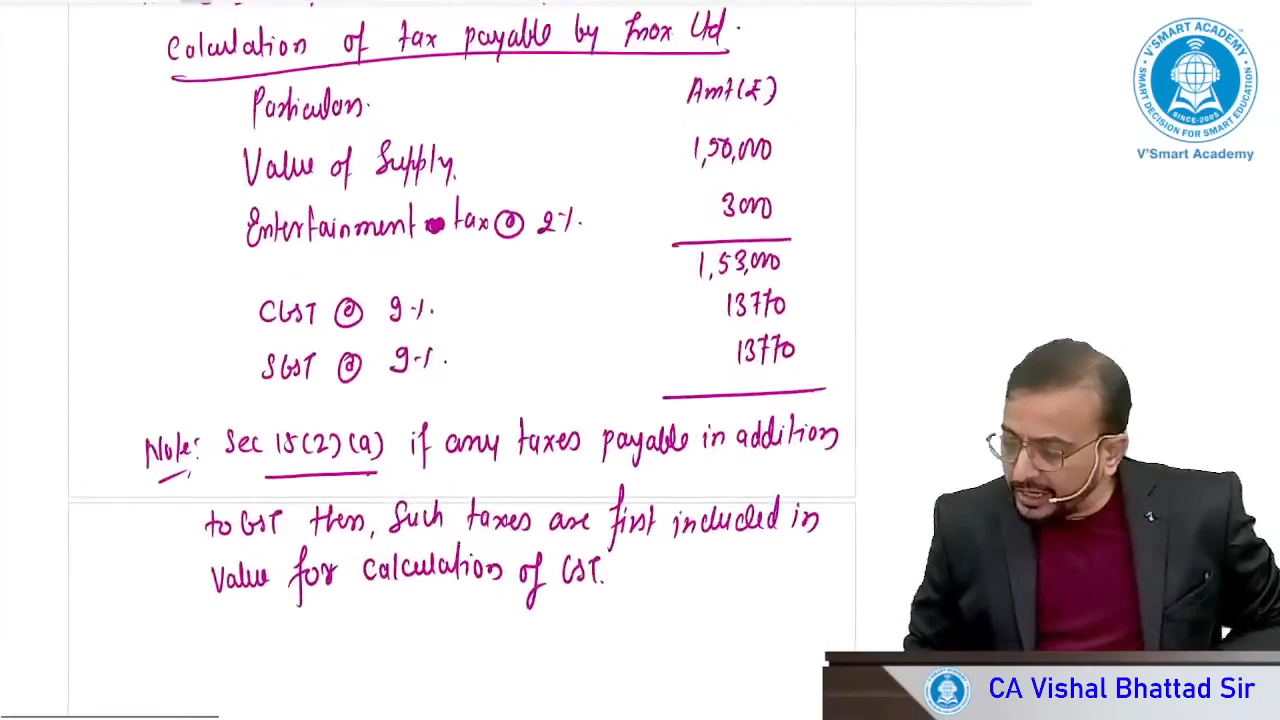 Calculation of tax payable by Inox Ltd.
Particulars. Amt(₹)
Value of Supply. 1,50,000
Entertainment tax @ 2%. 3000
1,53,000
CGST @ 9%. 13770
SGST @ 9%. 13770
Note: Sec 15(2)(a) if any taxes payable in addition
to GST then, Such taxes are first included in
Value for calculation of GST.
V'SMART ACADEMY
SMART DECISION FOR SMART EDUCATION
SINCE-2005
V'Smart Academy
CA Vishal Bhattad Sir